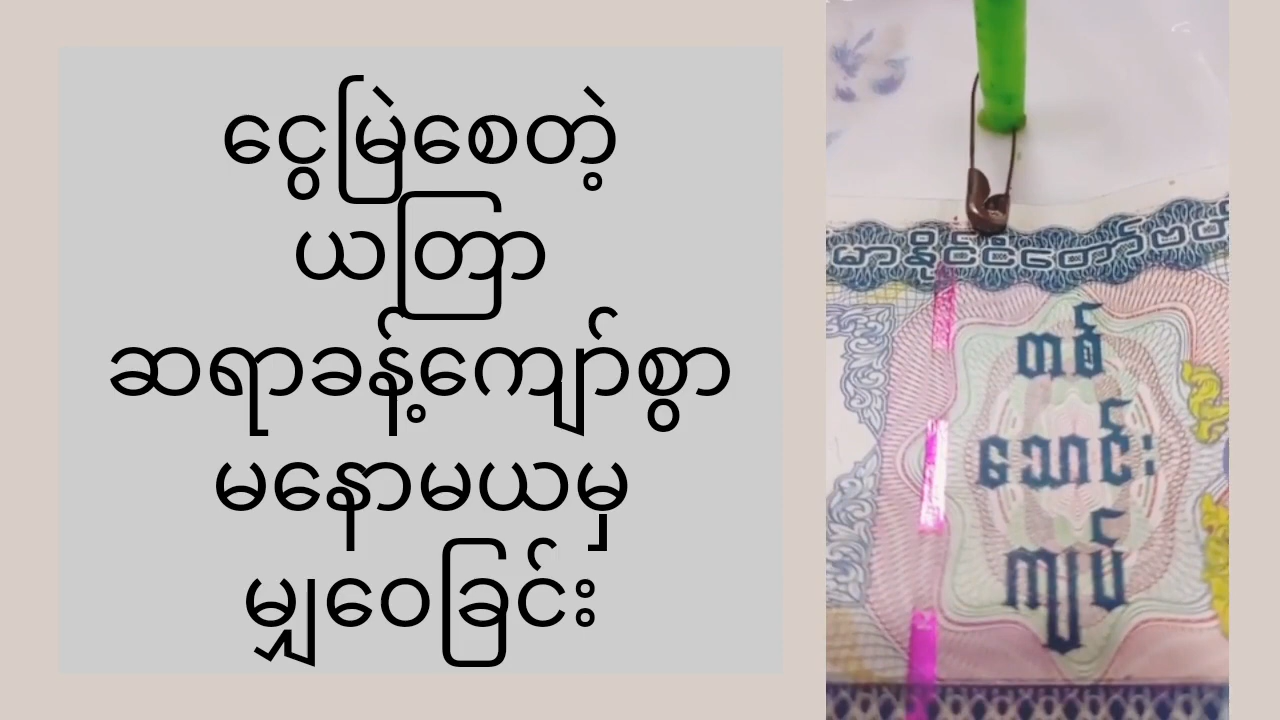 ငွေမြဲစေတဲ့
ယတြာ
ဆရာခန့်ကျော်စွာ
မနောမယမှ
မျှဝေခြင်း
တစ်
သောင်း
ကျပ်